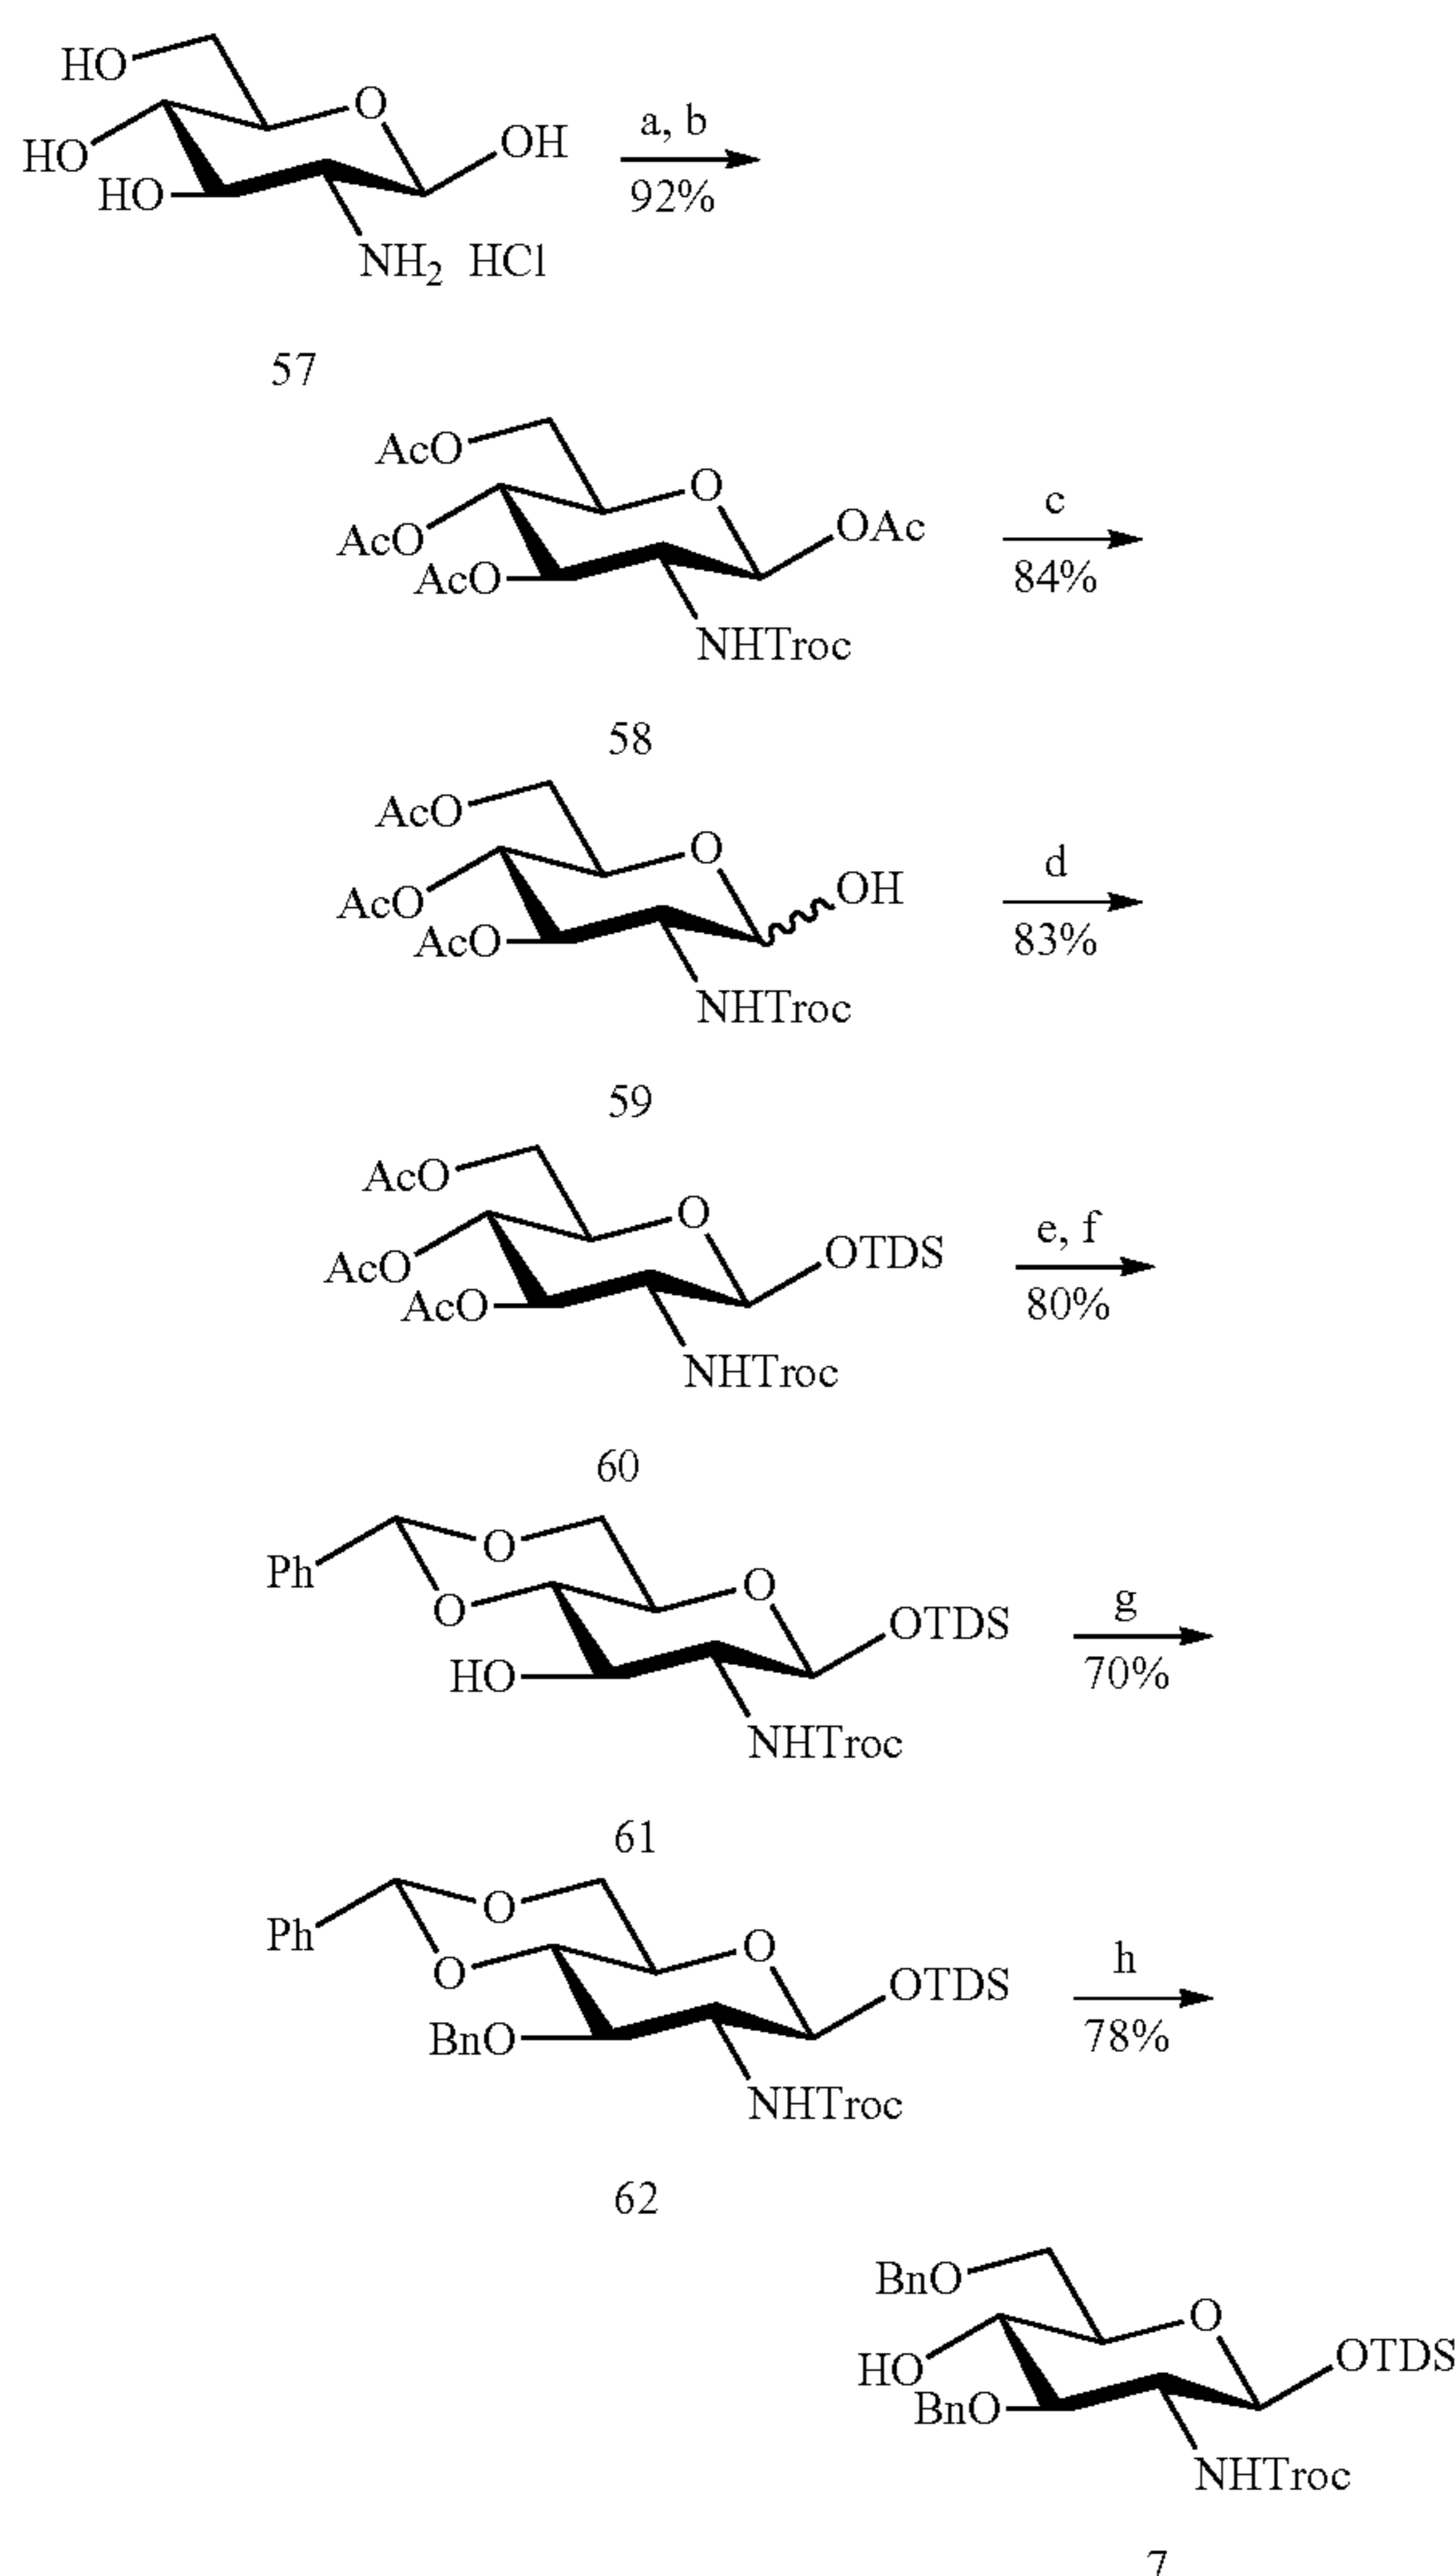 HO
O
HO
OH
HO
NH₂ HCl
a, b
92%
57
AcO
O
AcO
OAc
AcO
NHTroc
c
84%
58
AcO
O
AcO
OH
AcO
NHTroc
d
83%
59
AcO
O
AcO
OTDS
AcO
NHTroc
e, f
80%
60
O
Ph
O
O
OTDS
HO
NHTroc
g
70%
61
O
Ph
O
O
OTDS
BnO
NHTroc
h
78%
62
BnO
O
HO
OTDS
BnO
NHTroc
7